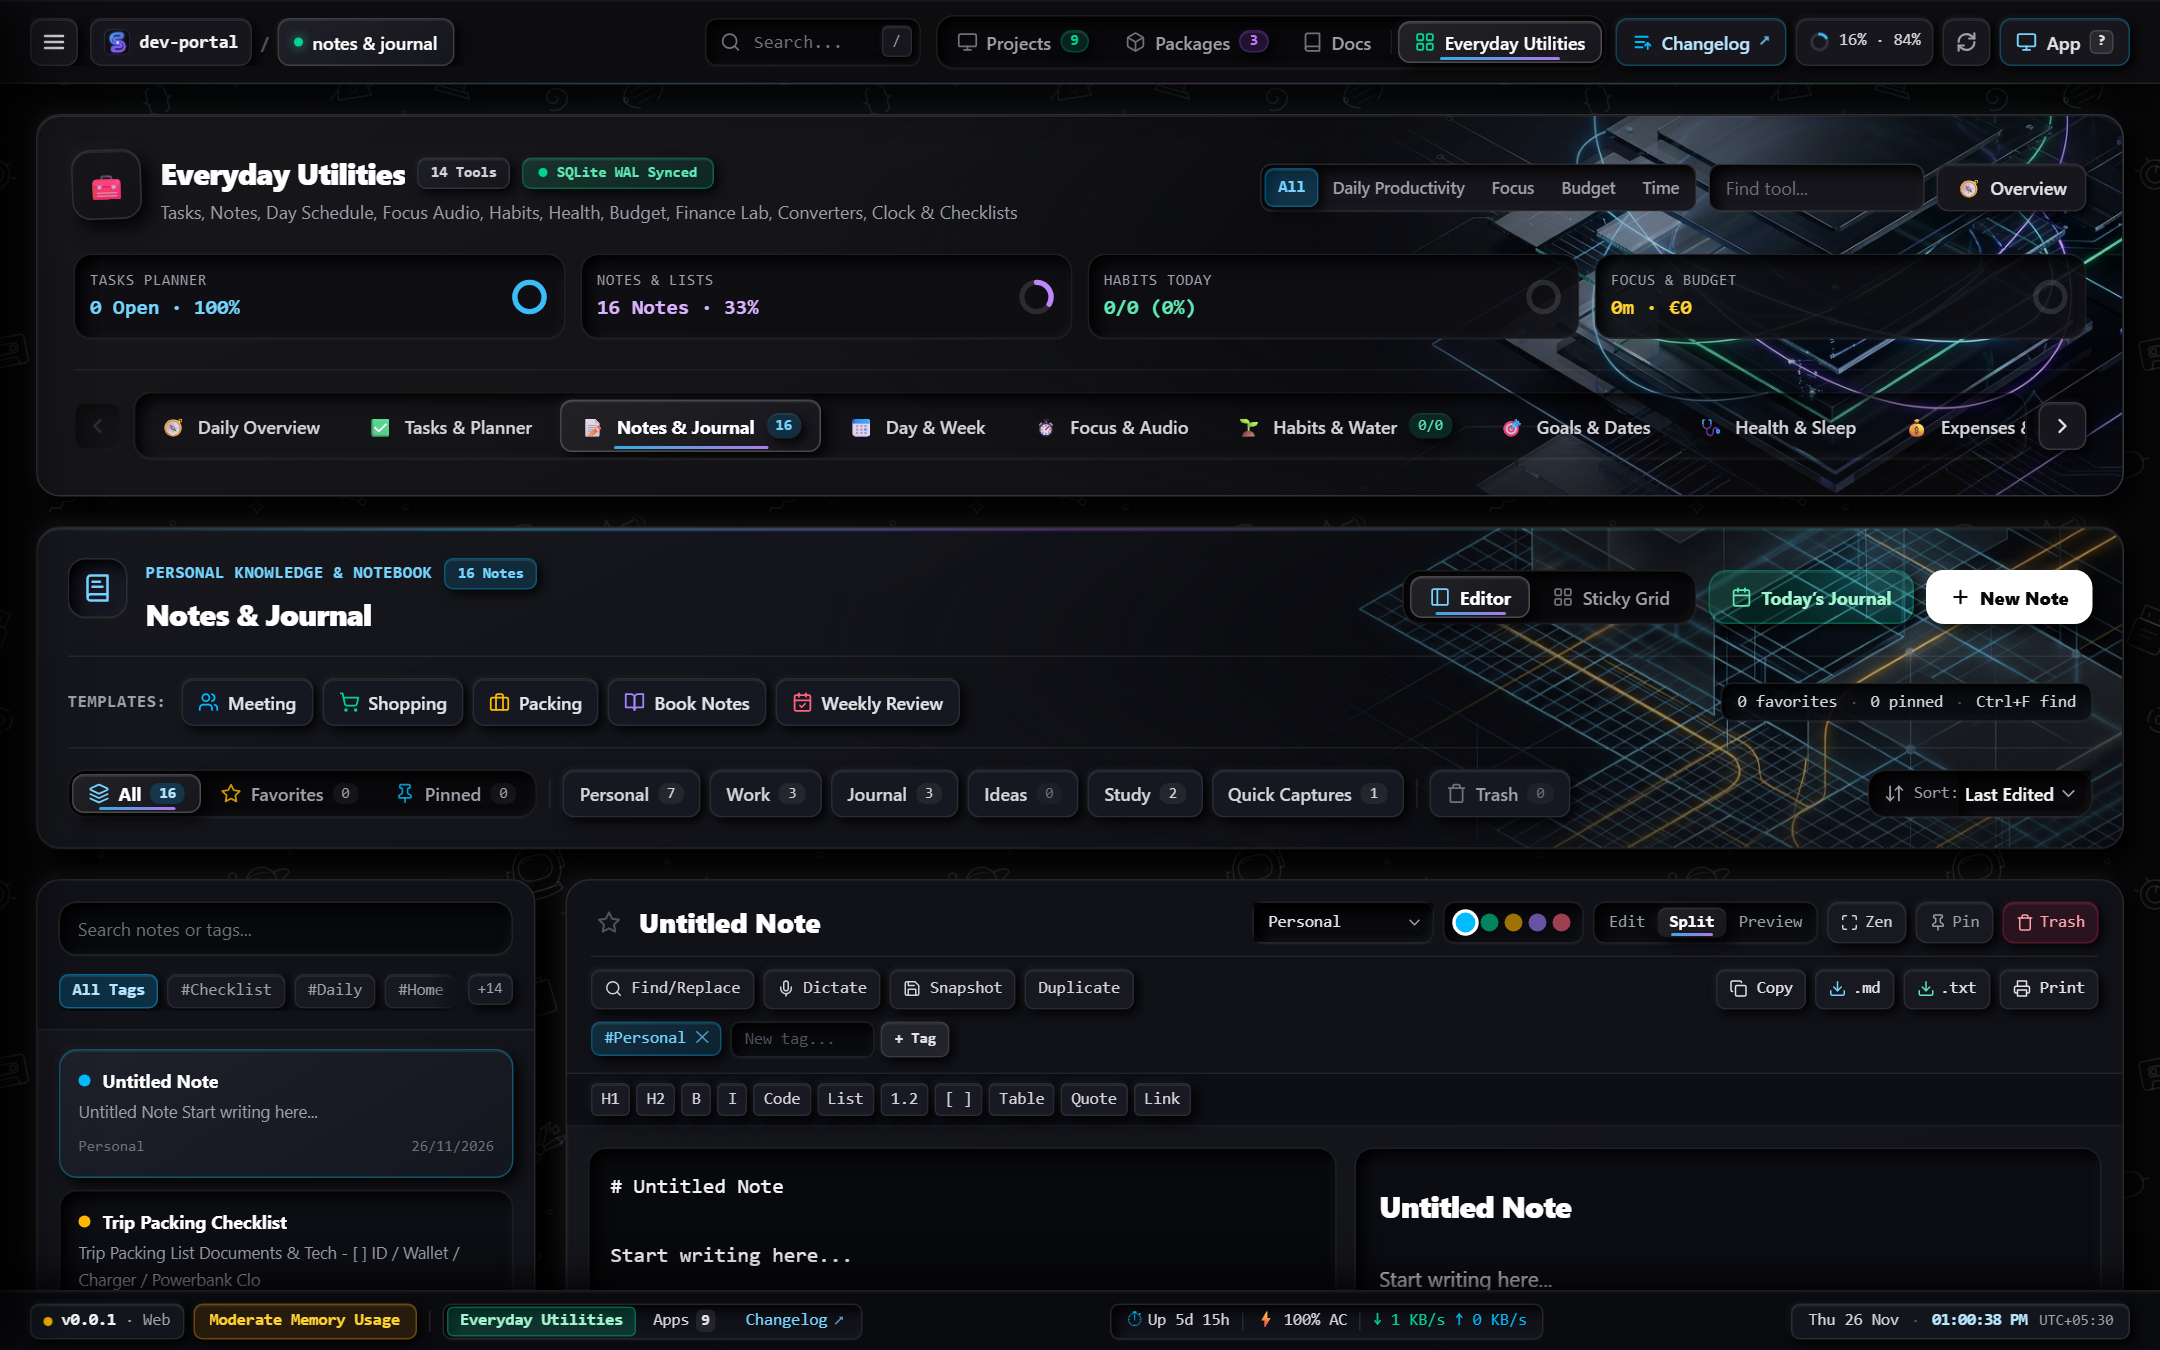 dev-portal / notes & journal
Search... /
Projects 9
Packages 3
Docs
Everyday Utilities
Changelog ↗
16% · 84%
App ?
Everyday Utilities
14 Tools
SQLite WAL Synced
Tasks, Notes, Day Schedule, Focus Audio, Habits, Health, Budget, Finance Lab, Converters, Clock & Checklists
All
Daily Productivity
Focus
Budget
Time
Find tool...
Overview
TASKS PLANNER
0 Open · 100%
NOTES & LISTS
16 Notes · 33%
HABITS TODAY
0/0 (0%)
FOCUS & BUDGET
0m · €0
Daily Overview
Tasks & Planner
Notes & Journal 16
Day & Week
Focus & Audio
Habits & Water 0/0
Goals & Dates
Health & Sleep
Expenses &
PERSONAL KNOWLEDGE & NOTEBOOK
16 Notes
Notes & Journal
Editor
Sticky Grid
Today's Journal
+ New Note
TEMPLATES:
Meeting
Shopping
Packing
Book Notes
Weekly Review
0 favorites · 0 pinned · Ctrl+F find
All 16
Favorites 0
Pinned 0
Personal 7
Work 3
Journal 3
Ideas 0
Study 2
Quick Captures 1
Trash 0
Sort: Last Edited
Search notes or tags...
All Tags
#Checklist
#Daily
#Home
+14
Untitled Note
Untitled Note Start writing here...
Personal
26/11/2026
Trip Packing Checklist
Trip Packing List Documents & Tech - [ ] ID / Wallet /
Charger / Powerbank Clo
Untitled Note
Personal
Edit
Split
Preview
Zen
Pin
Trash
Find/Replace
Dictate
Snapshot
Duplicate
Copy
.md
.txt
Print
#Personal
New tag...
+ Tag
H1
H2
B
I
Code
List
1.2
[ ]
Table
Quote
Link
# Untitled Note
Start writing here...
Untitled Note
Start writing here...
v0.0.1 · Web
Moderate Memory Usage
Everyday Utilities
Apps 9
Changelog ↗
Up 5d 15h
100% AC
↓ 1 KB/s ↑ 0 KB/s
Thu 26 Nov · 01:00:38 PM UTC+05:30